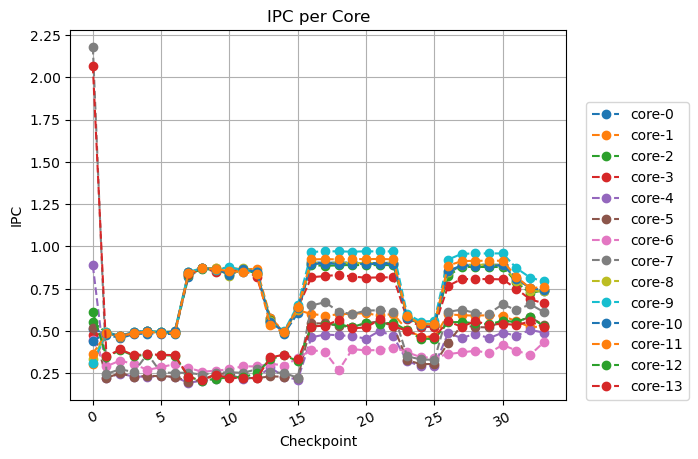 IPC per Core
2.25
2.00
1.75
1.50
1.25
1.00
0.75
0.50
0.25
IPC
0
5
10
15
20
25
30
Checkpoint
core-0
core-1
core-2
core-3
core-4
core-5
core-6
core-7
core-8
core-9
core-10
core-11
core-12
core-13